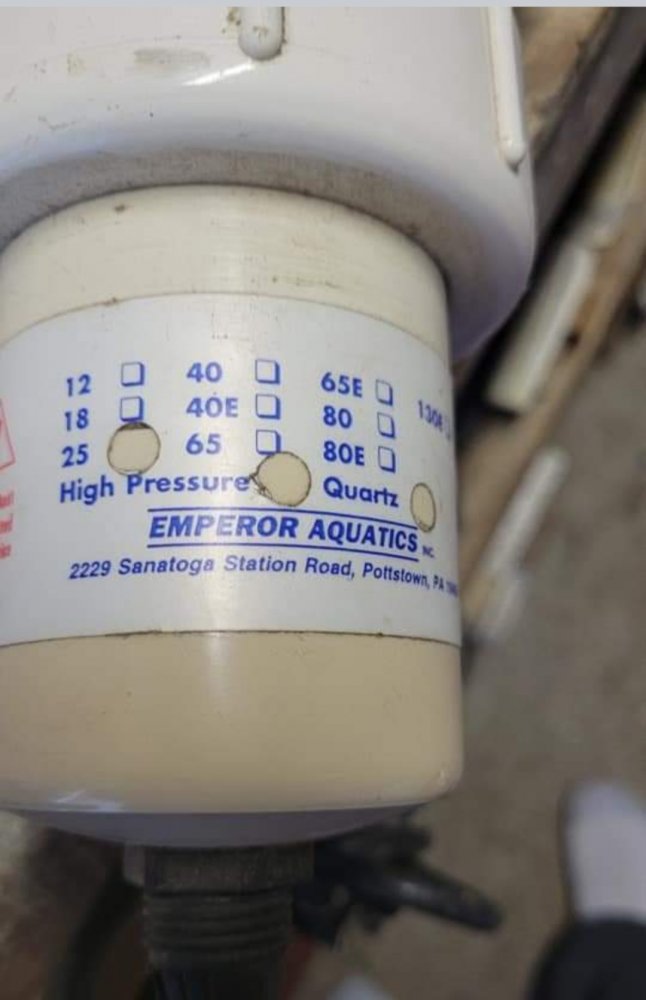 12 40 65E
18 40E 80
25 65 80E
High Pressure Quartz
EMPEROR AQUATICS INC.
2229 Sanatoga Station Road, Pottstown, PA